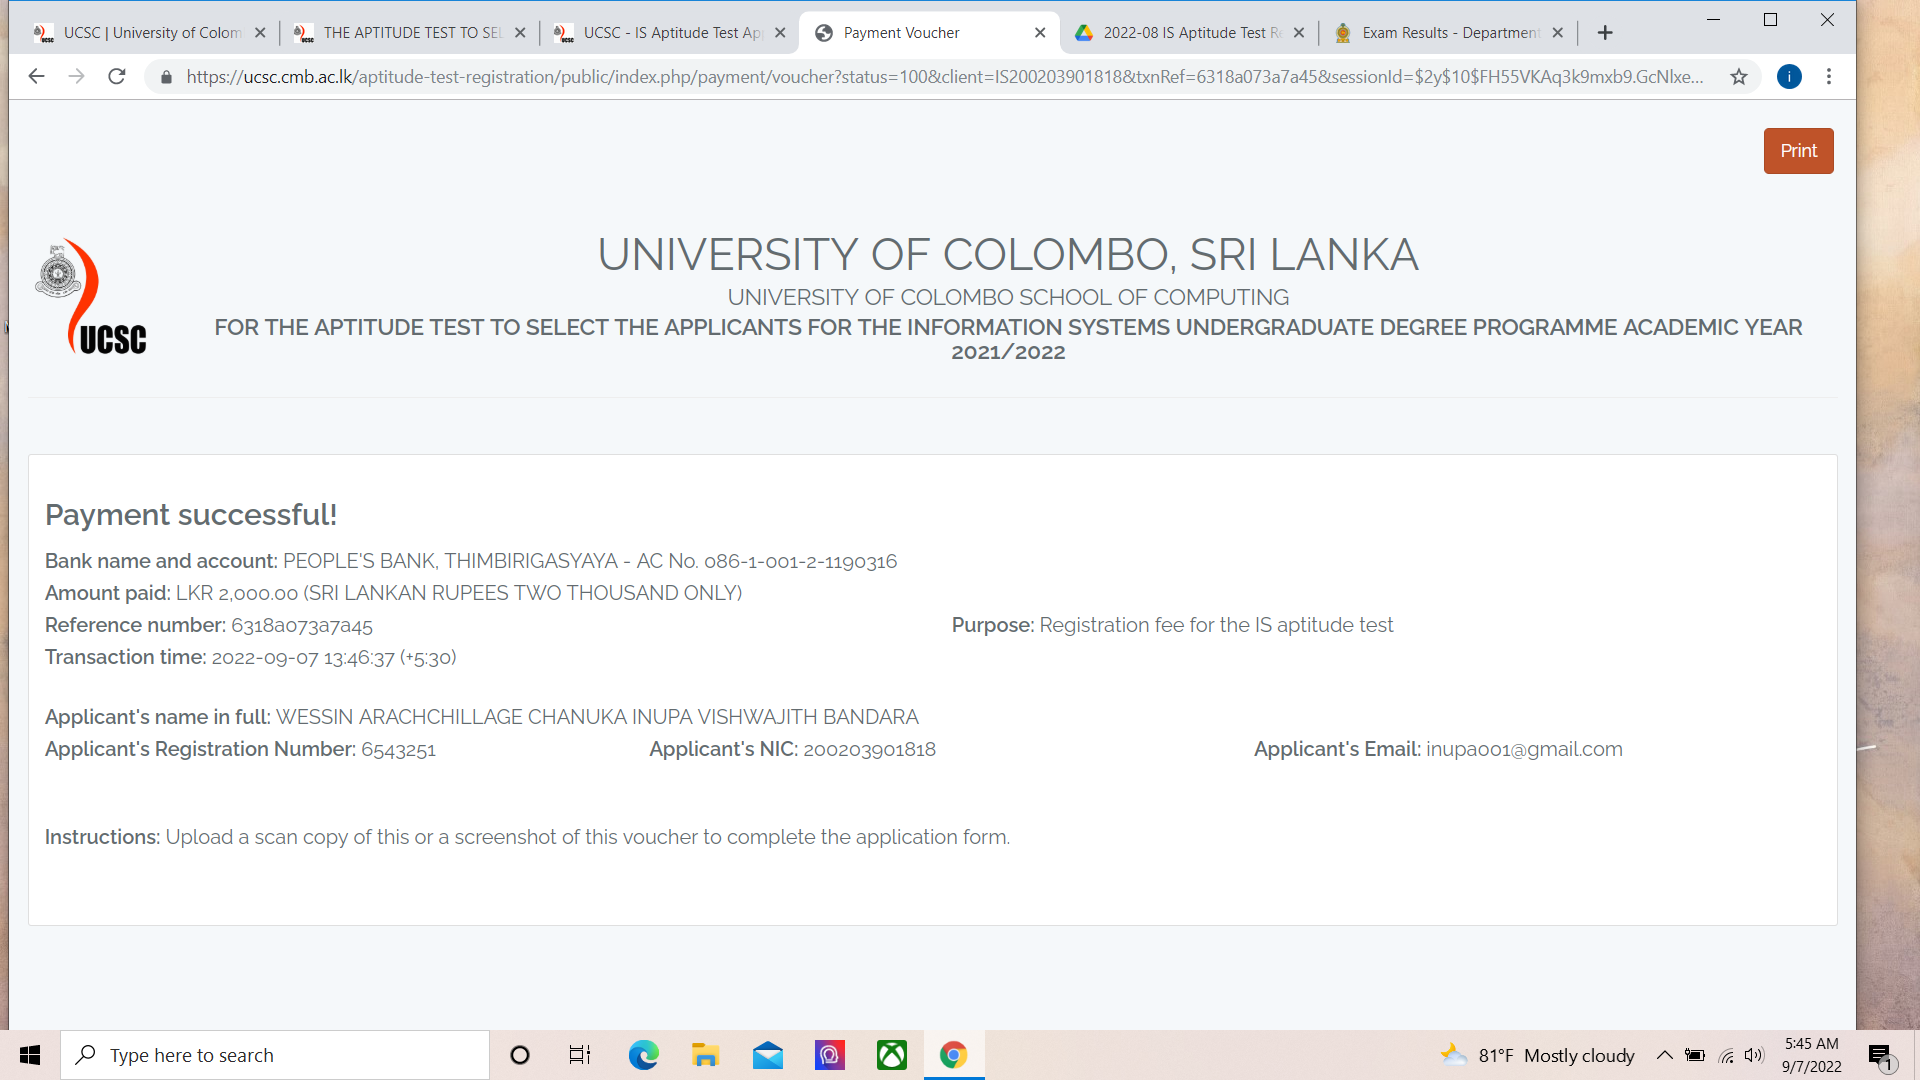 UCSC | University of Colom
THE APTITUDE TEST TO SEL
UCSC - IS Aptitude Test Ap
Payment Voucher
2022-08 IS Aptitude Test R
Exam Results - Department
https://ucsc.cmb.ac.lk/aptitude-test-registration/public/index.php/payment/voucher?status=100&client=IS200203901818&txnRef=6318a073a7a45&sessionId=$2y$10$FH55VKAq3k9mxb9.GcNlxe...
i
Print
UCSC
UNIVERSITY OF COLOMBO, SRI LANKA
UNIVERSITY OF COLOMBO SCHOOL OF COMPUTING
FOR THE APTITUDE TEST TO SELECT THE APPLICANTS FOR THE INFORMATION SYSTEMS UNDERGRADUATE DEGREE PROGRAMME ACADEMIC YEAR
2021/2022
Payment successful!
Bank name and account: PEOPLE'S BANK, THIMBIRIGASYAYA - AC No. 086-1-001-2-1190316
Amount paid: LKR 2,000.00 (SRI LANKAN RUPEES TWO THOUSAND ONLY)
Reference number: 6318a073a7a45 Purpose: Registration fee for the IS aptitude test
Transaction time: 2022-09-07 13:46:37 (+5:30)
Applicant's name in full: WESSIN ARACHCHILLAGE CHANUKA INUPA VISHWAJITH BANDARA
Applicant's Registration Number: 6543251 Applicant's NIC: 200203901818 Applicant's Email: inupa001@gmail.com
Instructions: Upload a scan copy of this or a screenshot of this voucher to complete the application form.
Type here to search
81°F Mostly cloudy
5:45 AM
9/7/2022
1